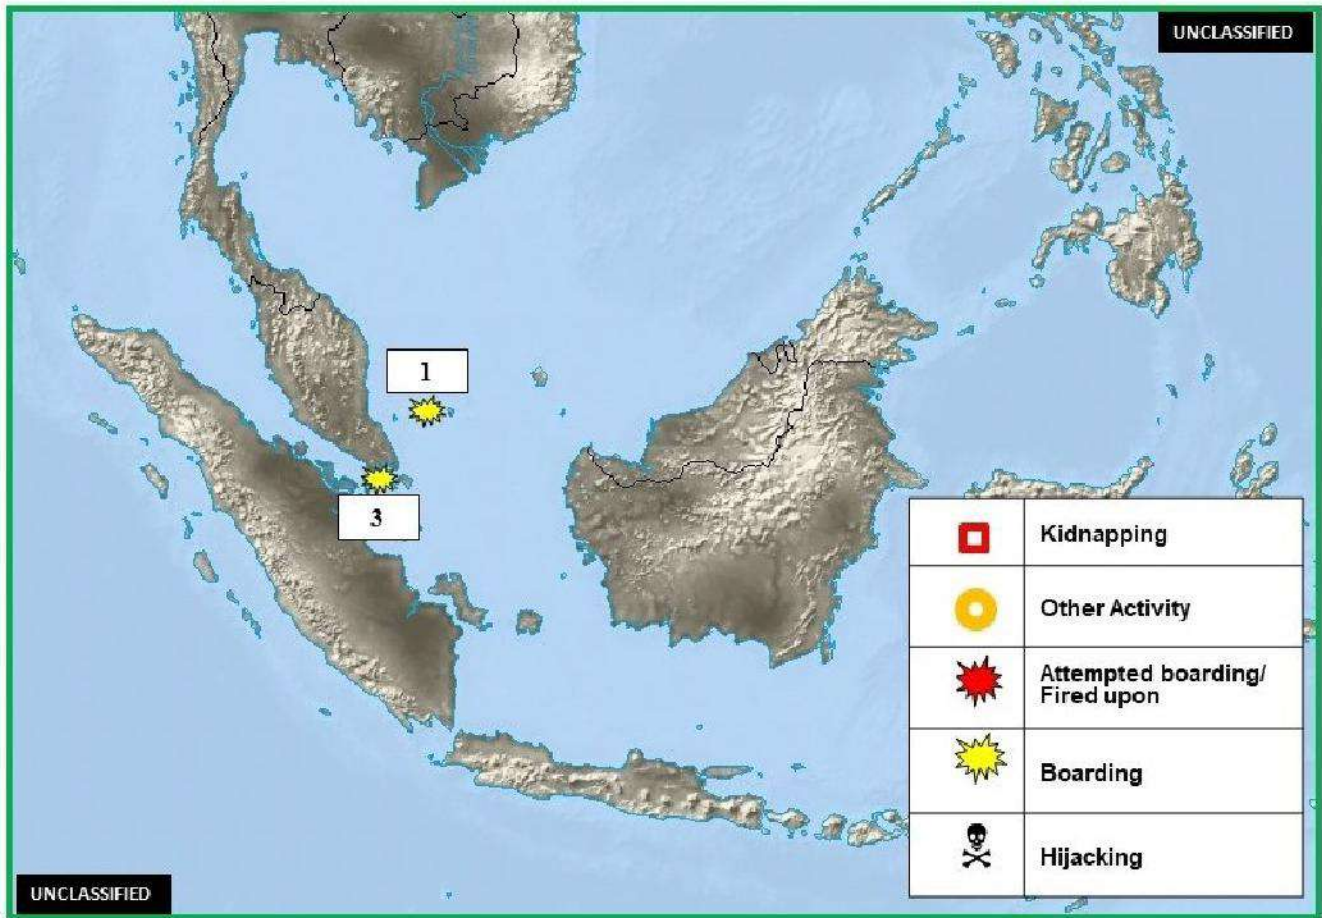 UNCLASSIFIED
1
3
Kidnapping
Other Activity
Attempted boarding/
Fired upon
Boarding
Hijacking
UNCLASSIFIED